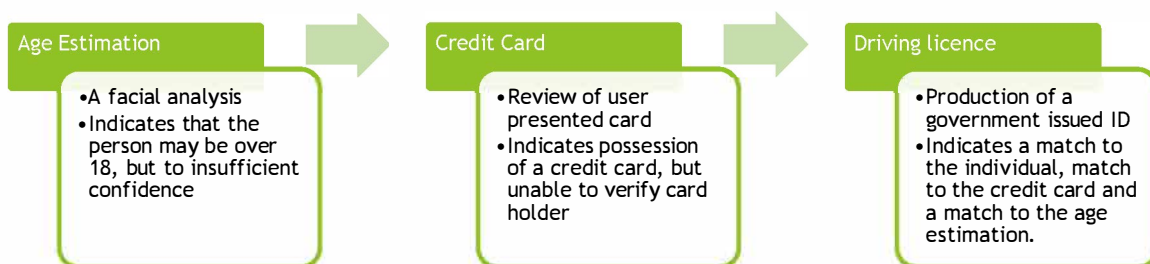 Age Estimation
•A facial analysis
•Indicates that the
person may be over
18, but to insufficient
confidence
Credit Card
•Review of user
presented card
•Indicates possession
of a credit card, but
unable to verify card
holder
Driving licence
•Production of a
government issued ID
•Indicates a match to
the individual, match
to the credit card and
a match to the age
estimation.